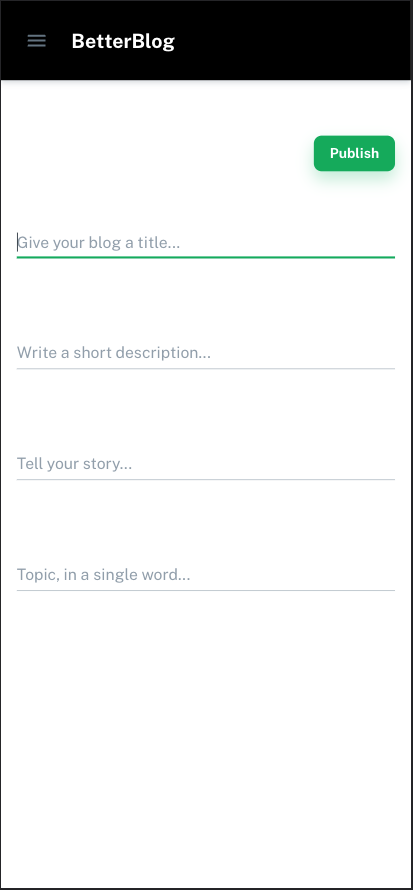 BetterBlog
Publish
Give your blog a title...
Write a short description...
Tell your story...
Topic, in a single word...